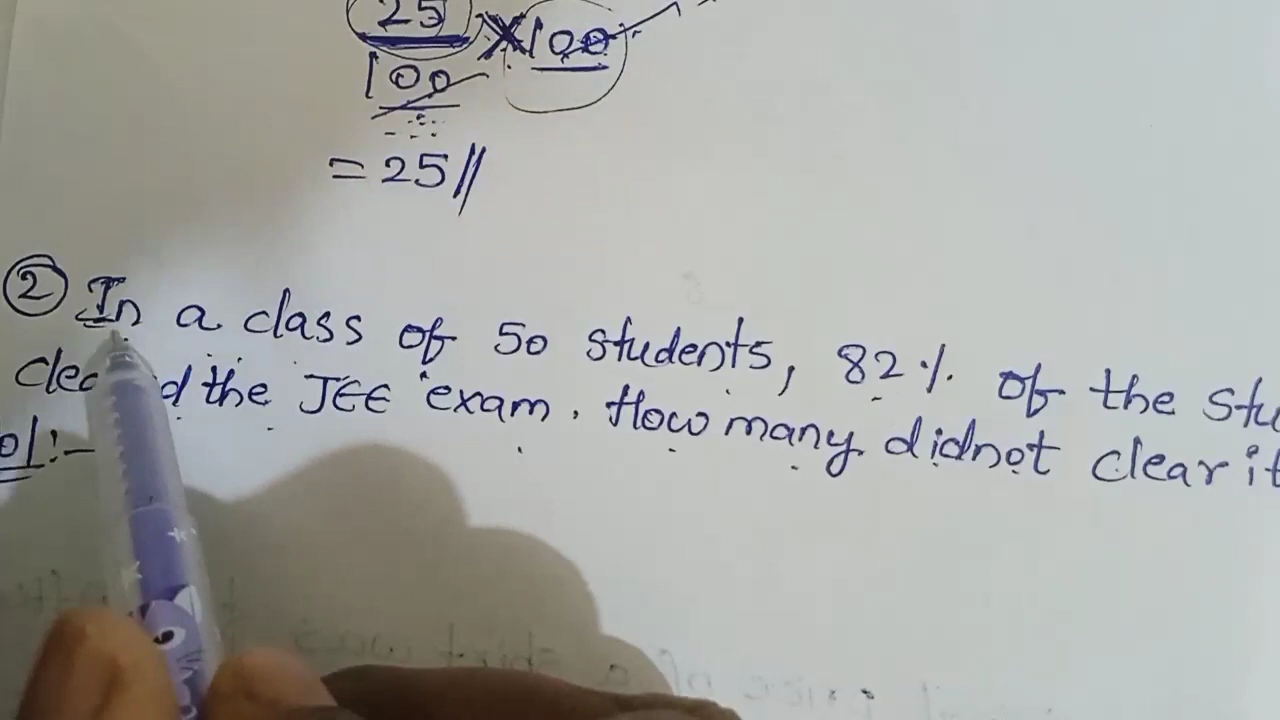 25 × 100
100
= 25 //
② In a class of 50 students, 82 % of the Stu
the JEE exam. How many didnot clear it
ol:-